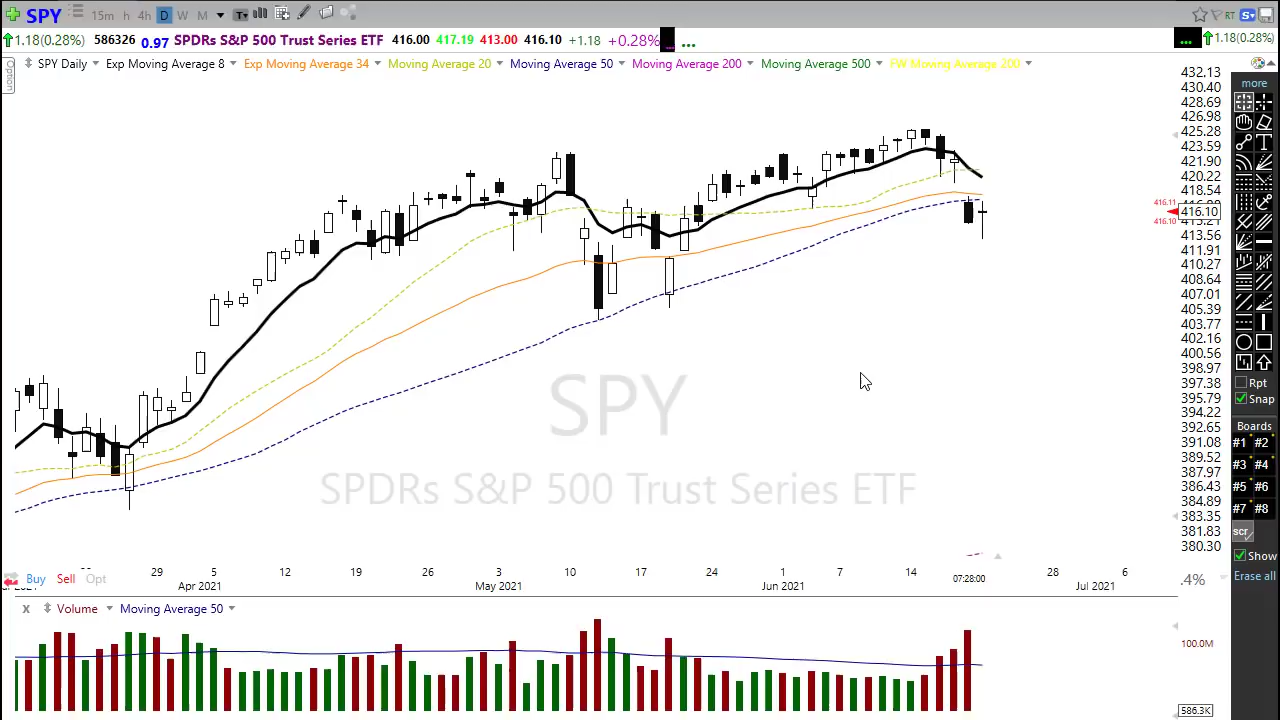 SPY 15m h 4h D W M T RT S
1.18(0.28%) 586326 0.97 SPDRs S&P 500 Trust Series ETF 416.00 417.19 413.00 416.10 +1.18 +0.28% ... ... 1.18(0.28%)
Option SPY Daily Exp Moving Average 8 Exp Moving Average 34 Moving Average 20 Moving Average 50 Moving Average 200 Moving Average 500 FW Moving Average 200
432.13
430.40
428.69
426.98
425.28
423.59
421.90
420.22
418.54
416.11
416.10
416.10
413.56
411.91
410.27
408.64
407.01
405.39
403.77
402.16
400.56
398.97
397.38
395.79
394.22
392.65
391.08
389.52
387.97
386.43
384.89
383.35
381.83
380.30
SPY
SPDRs S&P 500 Trust Series ETF
more
T
Rpt
Snap
Boards
#1 #2
#3 #4
#5 #6
#7 #8
scr
Show
Erase all
29 5 12 19 26 3 10 17 24 1 7 14 07:28:00 28 6
Buy Sell Opt Apr 2021 May 2021 Jun 2021 Jul 2021 .4%
X Volume Moving Average 50
100.0M
586.3K